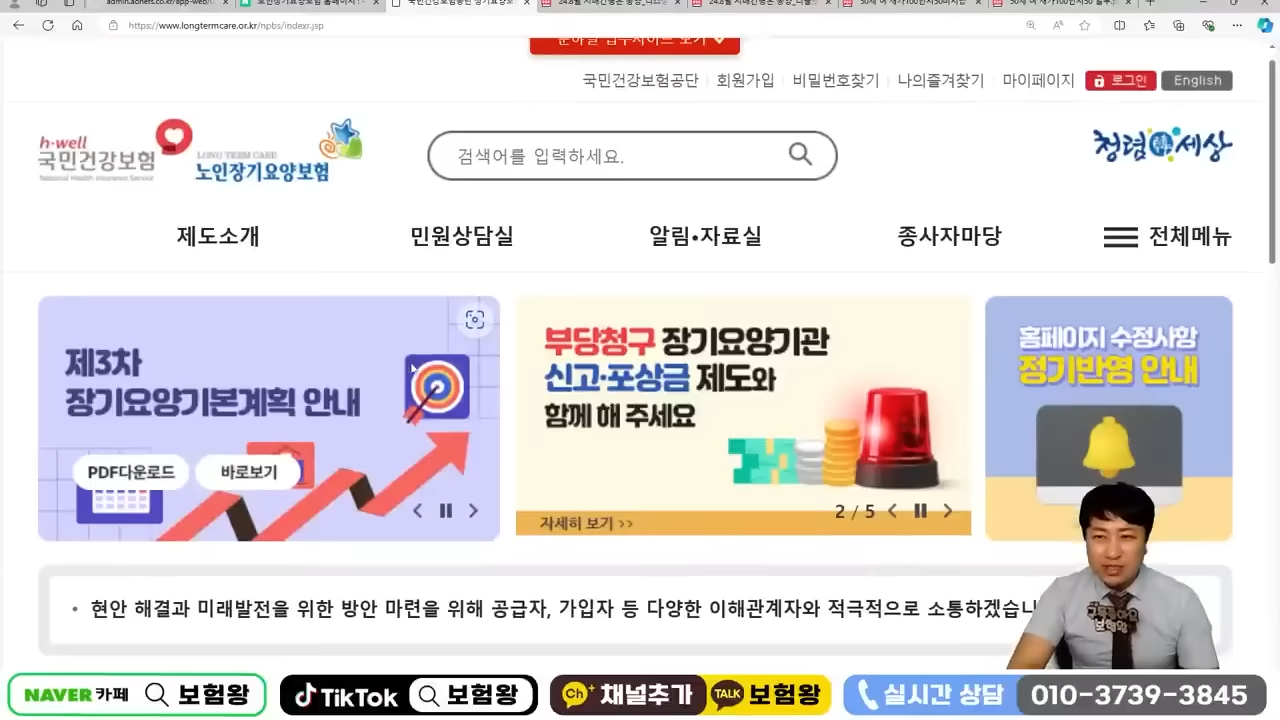 https://www.longtermcare.or.kr/npbs/indexr.jsp
국민건강보험공단 회원가입 비밀번호찾기 나의즐겨찾기 마이페이지 로그인 English
h·well
국민건강보험
National Health Insurance Service
LONG TERM CARE
노인장기요양보험
검색어를 입력하세요.
청렴韓세상
제도소개 민원상담실 알림•자료실 종사자마당 전체메뉴
제3차
장기요양기본계획 안내
PDF다운로드 바로보기
부당청구 장기요양기관
신고·포상금 제도와
함께 해 주세요
자세히 보기 >>
2 / 5
홈페이지 수정사항
정기반영 안내
• 현안 해결과 미래발전을 위한 방안 마련을 위해 공급자, 가입자 등 다양한 이해관계자와 적극적으로 소통하겠습니
보험왕
NAVER 카페 보험왕
TikTok 보험왕
Ch+ 채널추가 TALK 보험왕
실시간 상담 010-3739-3845